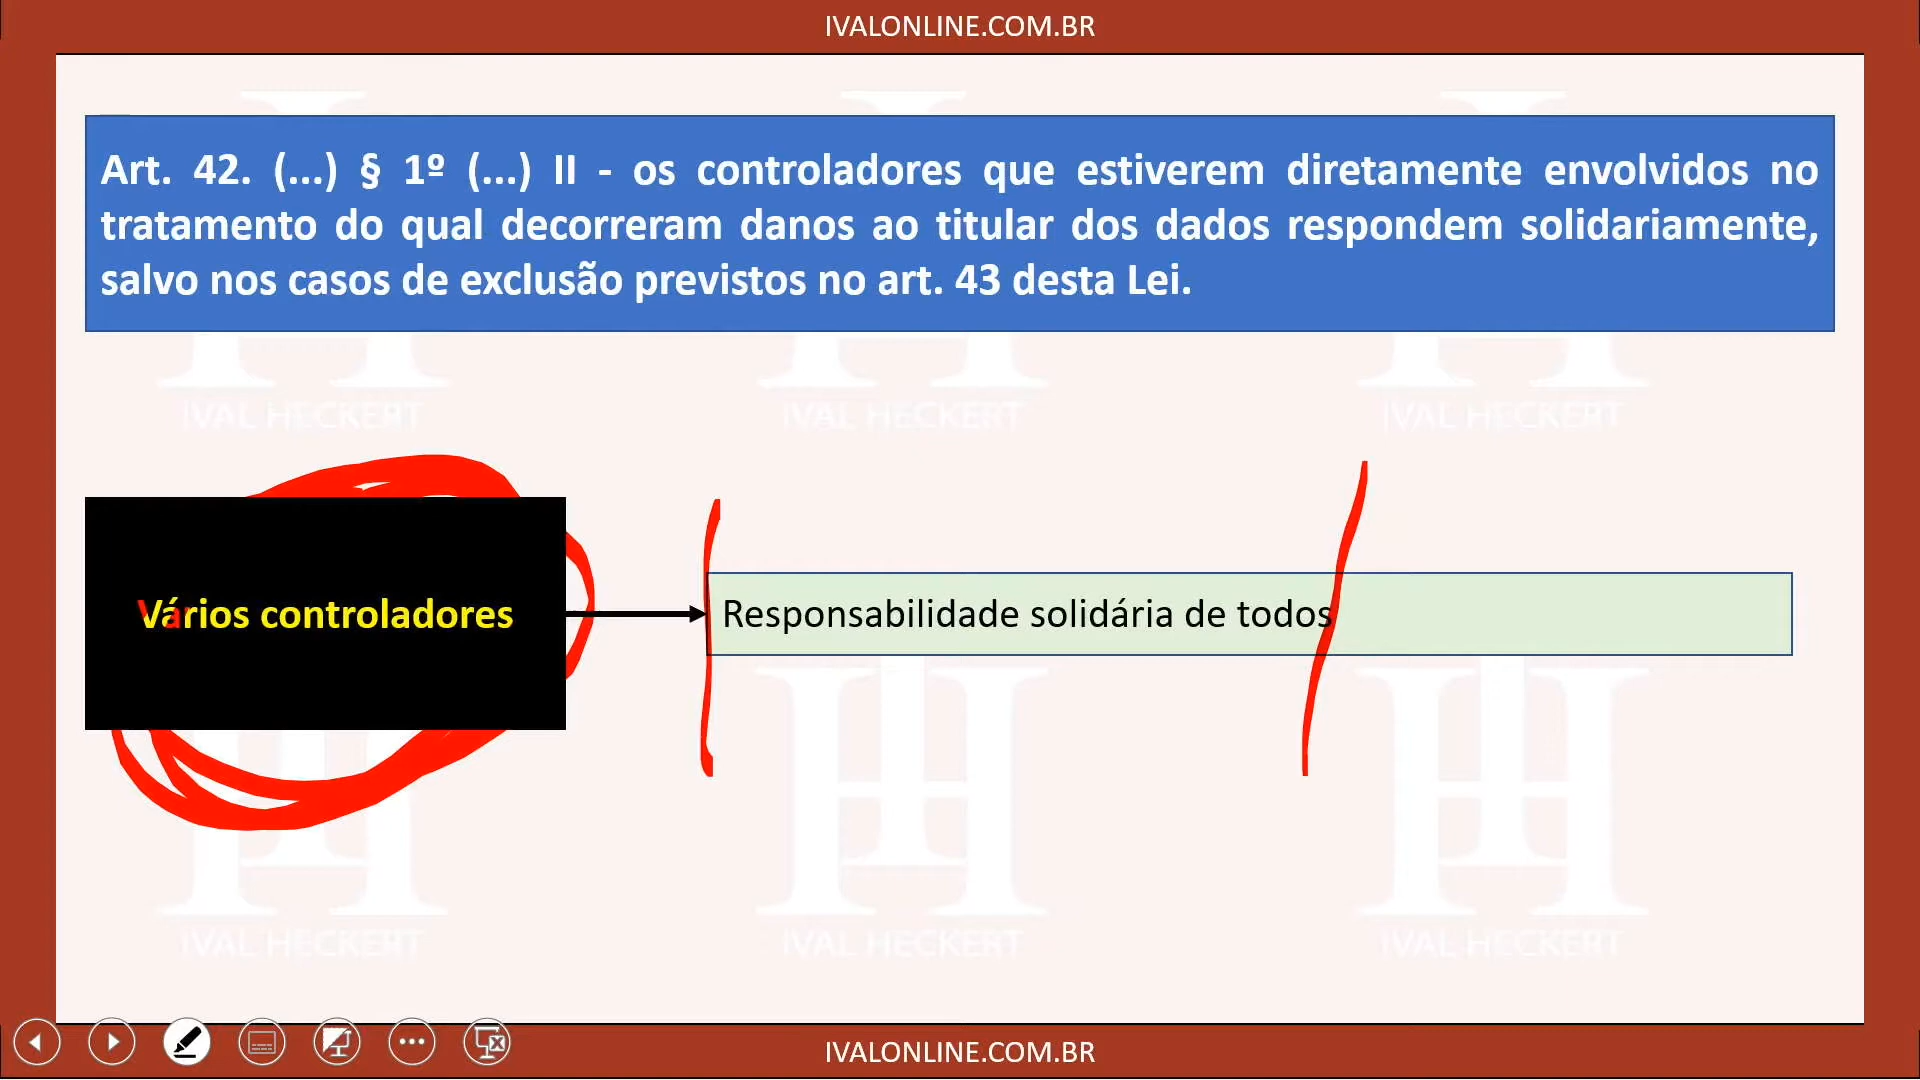 IVALONLINE.COM.BR
Art. 42. (...) § 1º (...) II - os controladores que estiverem diretamente envolvidos no
tratamento do qual decorreram danos ao titular dos dados respondem solidariamente,
salvo nos casos de exclusão previstos no art. 43 desta Lei.
IVAL HECKERT IVAL HECKERT IVAL HECKERT
Vários controladores
Responsabilidade solidária de todos
IVAL HECKERT IVAL HECKERT IVAL HECKERT
IVALONLINE.COM.BR